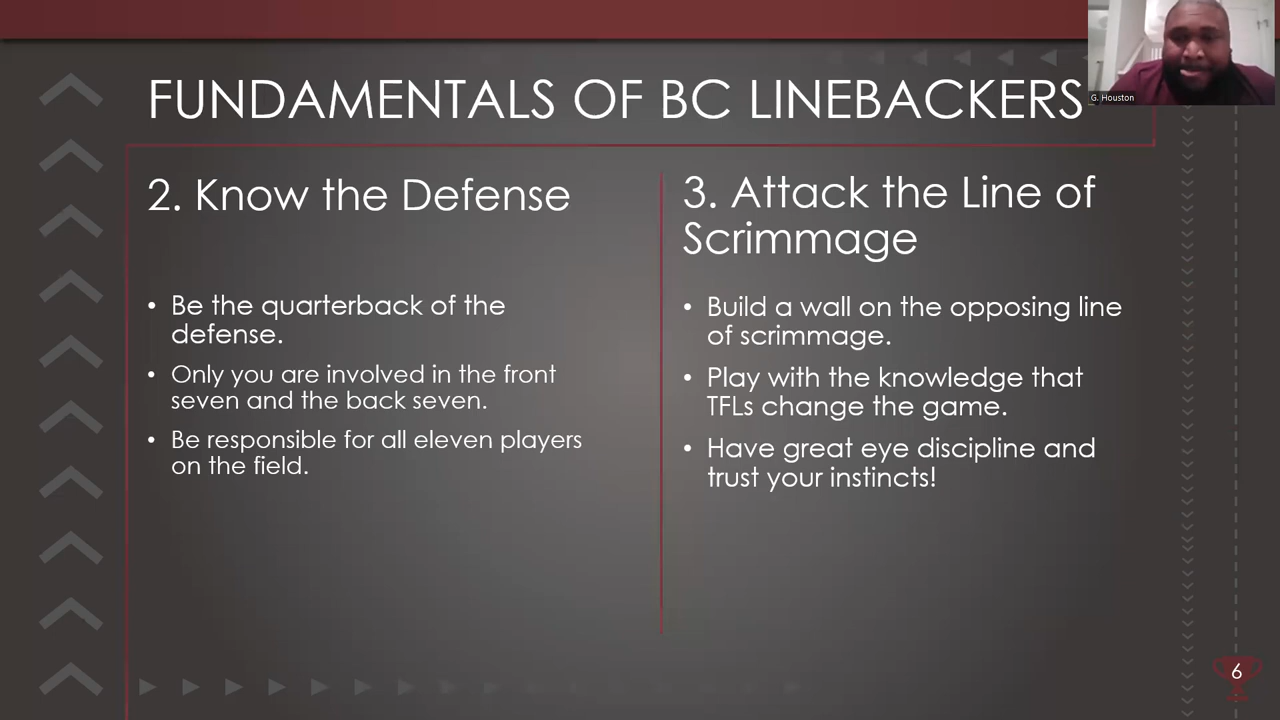 FUNDAMENTALS OF BC LINEBACKERS
G. Houston
2. Know the Defense
• Be the quarterback of the
defense.
• Only you are involved in the front
seven and the back seven.
• Be responsible for all eleven players
on the field.
3. Attack the Line of
Scrimmage
• Build a wall on the opposing line
of scrimmage.
• Play with the knowledge that
TFLs change the game.
• Have great eye discipline and
trust your instincts!
6